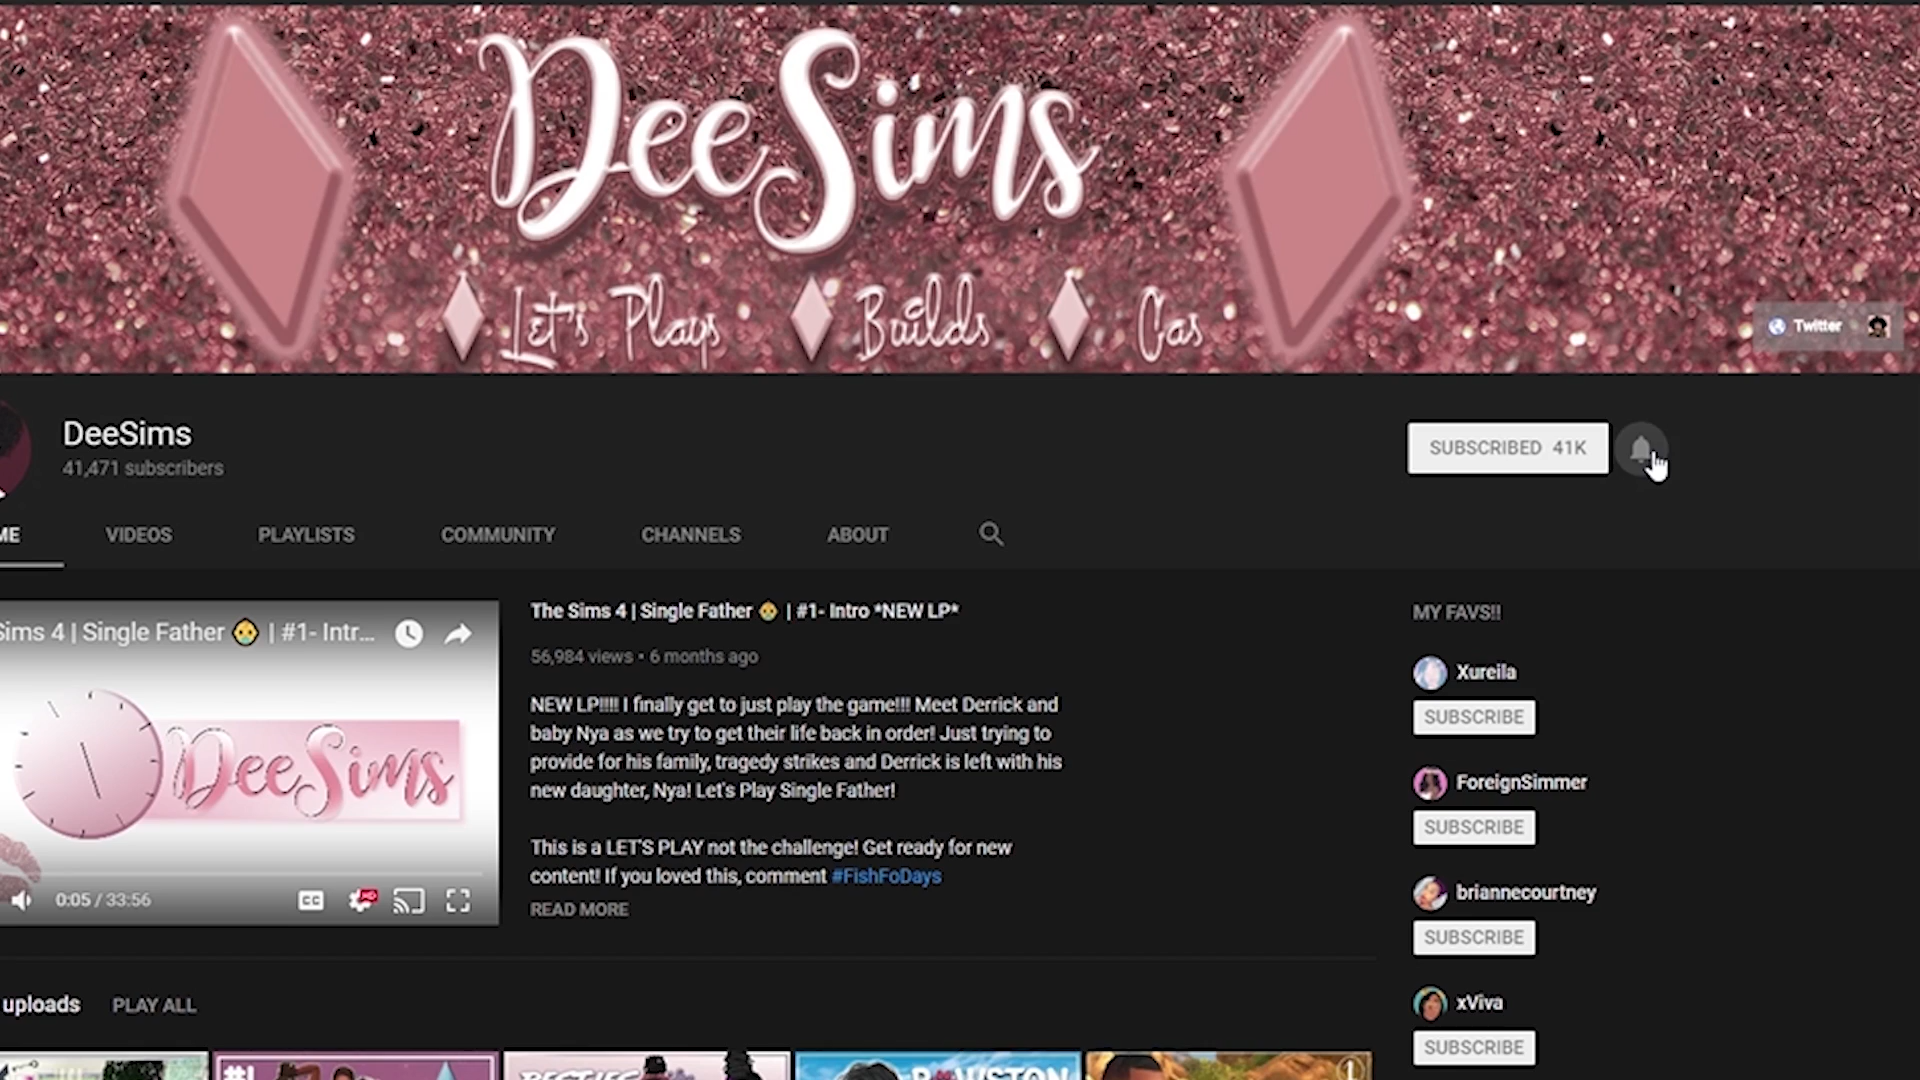 DeeSims
Let's Plays Builds Cas
Twitter
DeeSims
41,471 subscribers
SUBSCRIBED 41K
ME VIDEOS PLAYLISTS COMMUNITY CHANNELS ABOUT
Sims 4 | Single Father 👶 | #1- Intr...
DeeSims
0:05 / 33:56
CC
HD
The Sims 4 | Single Father 👶 | #1- Intro *NEW LP*
56,984 views • 6 months ago
NEW LP!!!! I finally get to just play the game!!! Meet Derrick and
baby Nya as we try to get their life back in order! Just trying to
provide for his family, tragedy strikes and Derrick is left with his
new daughter, Nya! Let's Play Single Father!
This is a LET'S PLAY not the challenge! Get ready for new
content! If you loved this, comment #FishFoDays
READ MORE
MY FAVS!!
Xureila
SUBSCRIBE
ForeignSimmer
SUBSCRIBE
briannecourtney
SUBSCRIBE
xViva
SUBSCRIBE
uploads PLAY ALL
#1